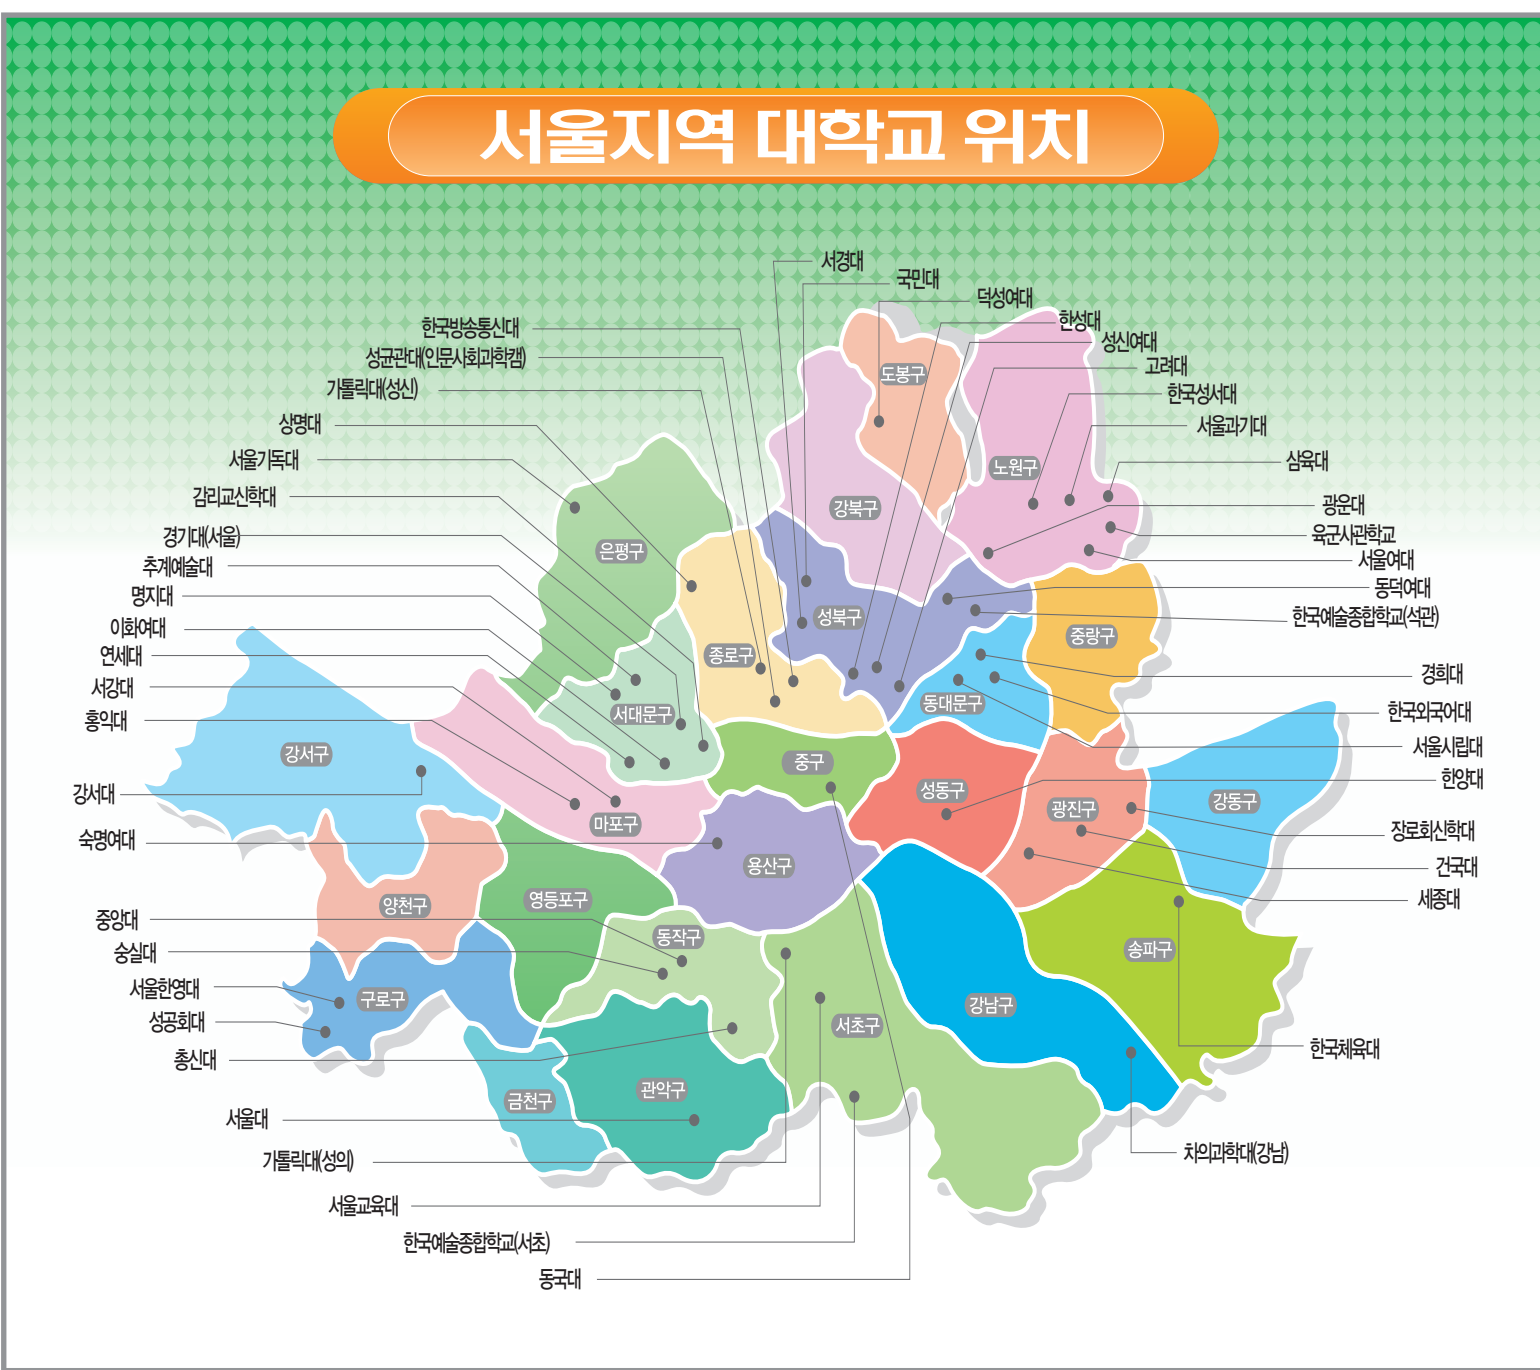 서울지역 대학교 위치
서경대
국민대
덕성여대
한성대
성신여대
고려대
한국성서대
서울과기대
삼육대
광운대
육군사관학교
서울여대
동덕여대
한국예술종합학교(석관)
경희대
한국외국어대
서울시립대
한양대
장로회신학대
건국대
세종대
한국체육대
치의과학대(강남)
한국방송통신대
성균관대(인문사회과학캠)
가톨릭대(성신)
상명대
서울기독대
감리교신학대
경기대(서울)
추계예술대
명지대
이화여대
연세대
서강대
홍익대
강서대
숙명여대
중앙대
숭실대
서울한영대
성공회대
총신대
서울대
가톨릭대(성의)
서울교육대
한국예술종합학교(서초)
동국대
도봉구
노원구
강북구
은평구
성북구
중랑구
종로구
동대문구
서대문구
강서구
중구
성동구
광진구
강동구
마포구
용산구
양천구
영등포구
동작구
송파구
구로구
강남구
서초구
관악구
금천구